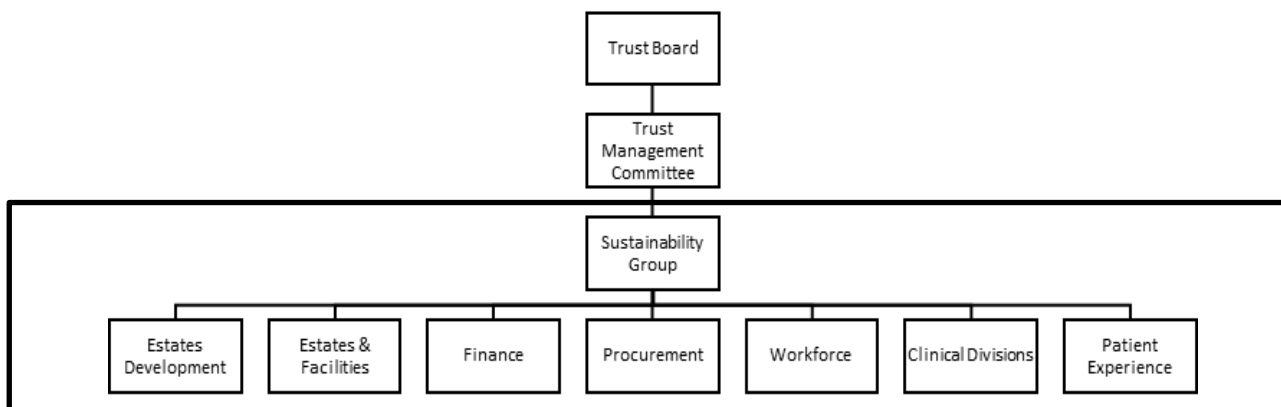 Trust Board
Trust
Management
Committee
Sustainability
Group
Estates
Development
Estates &
Facilities
Finance
Procurement
Workforce
Clinical Divisions
Patient
Experience